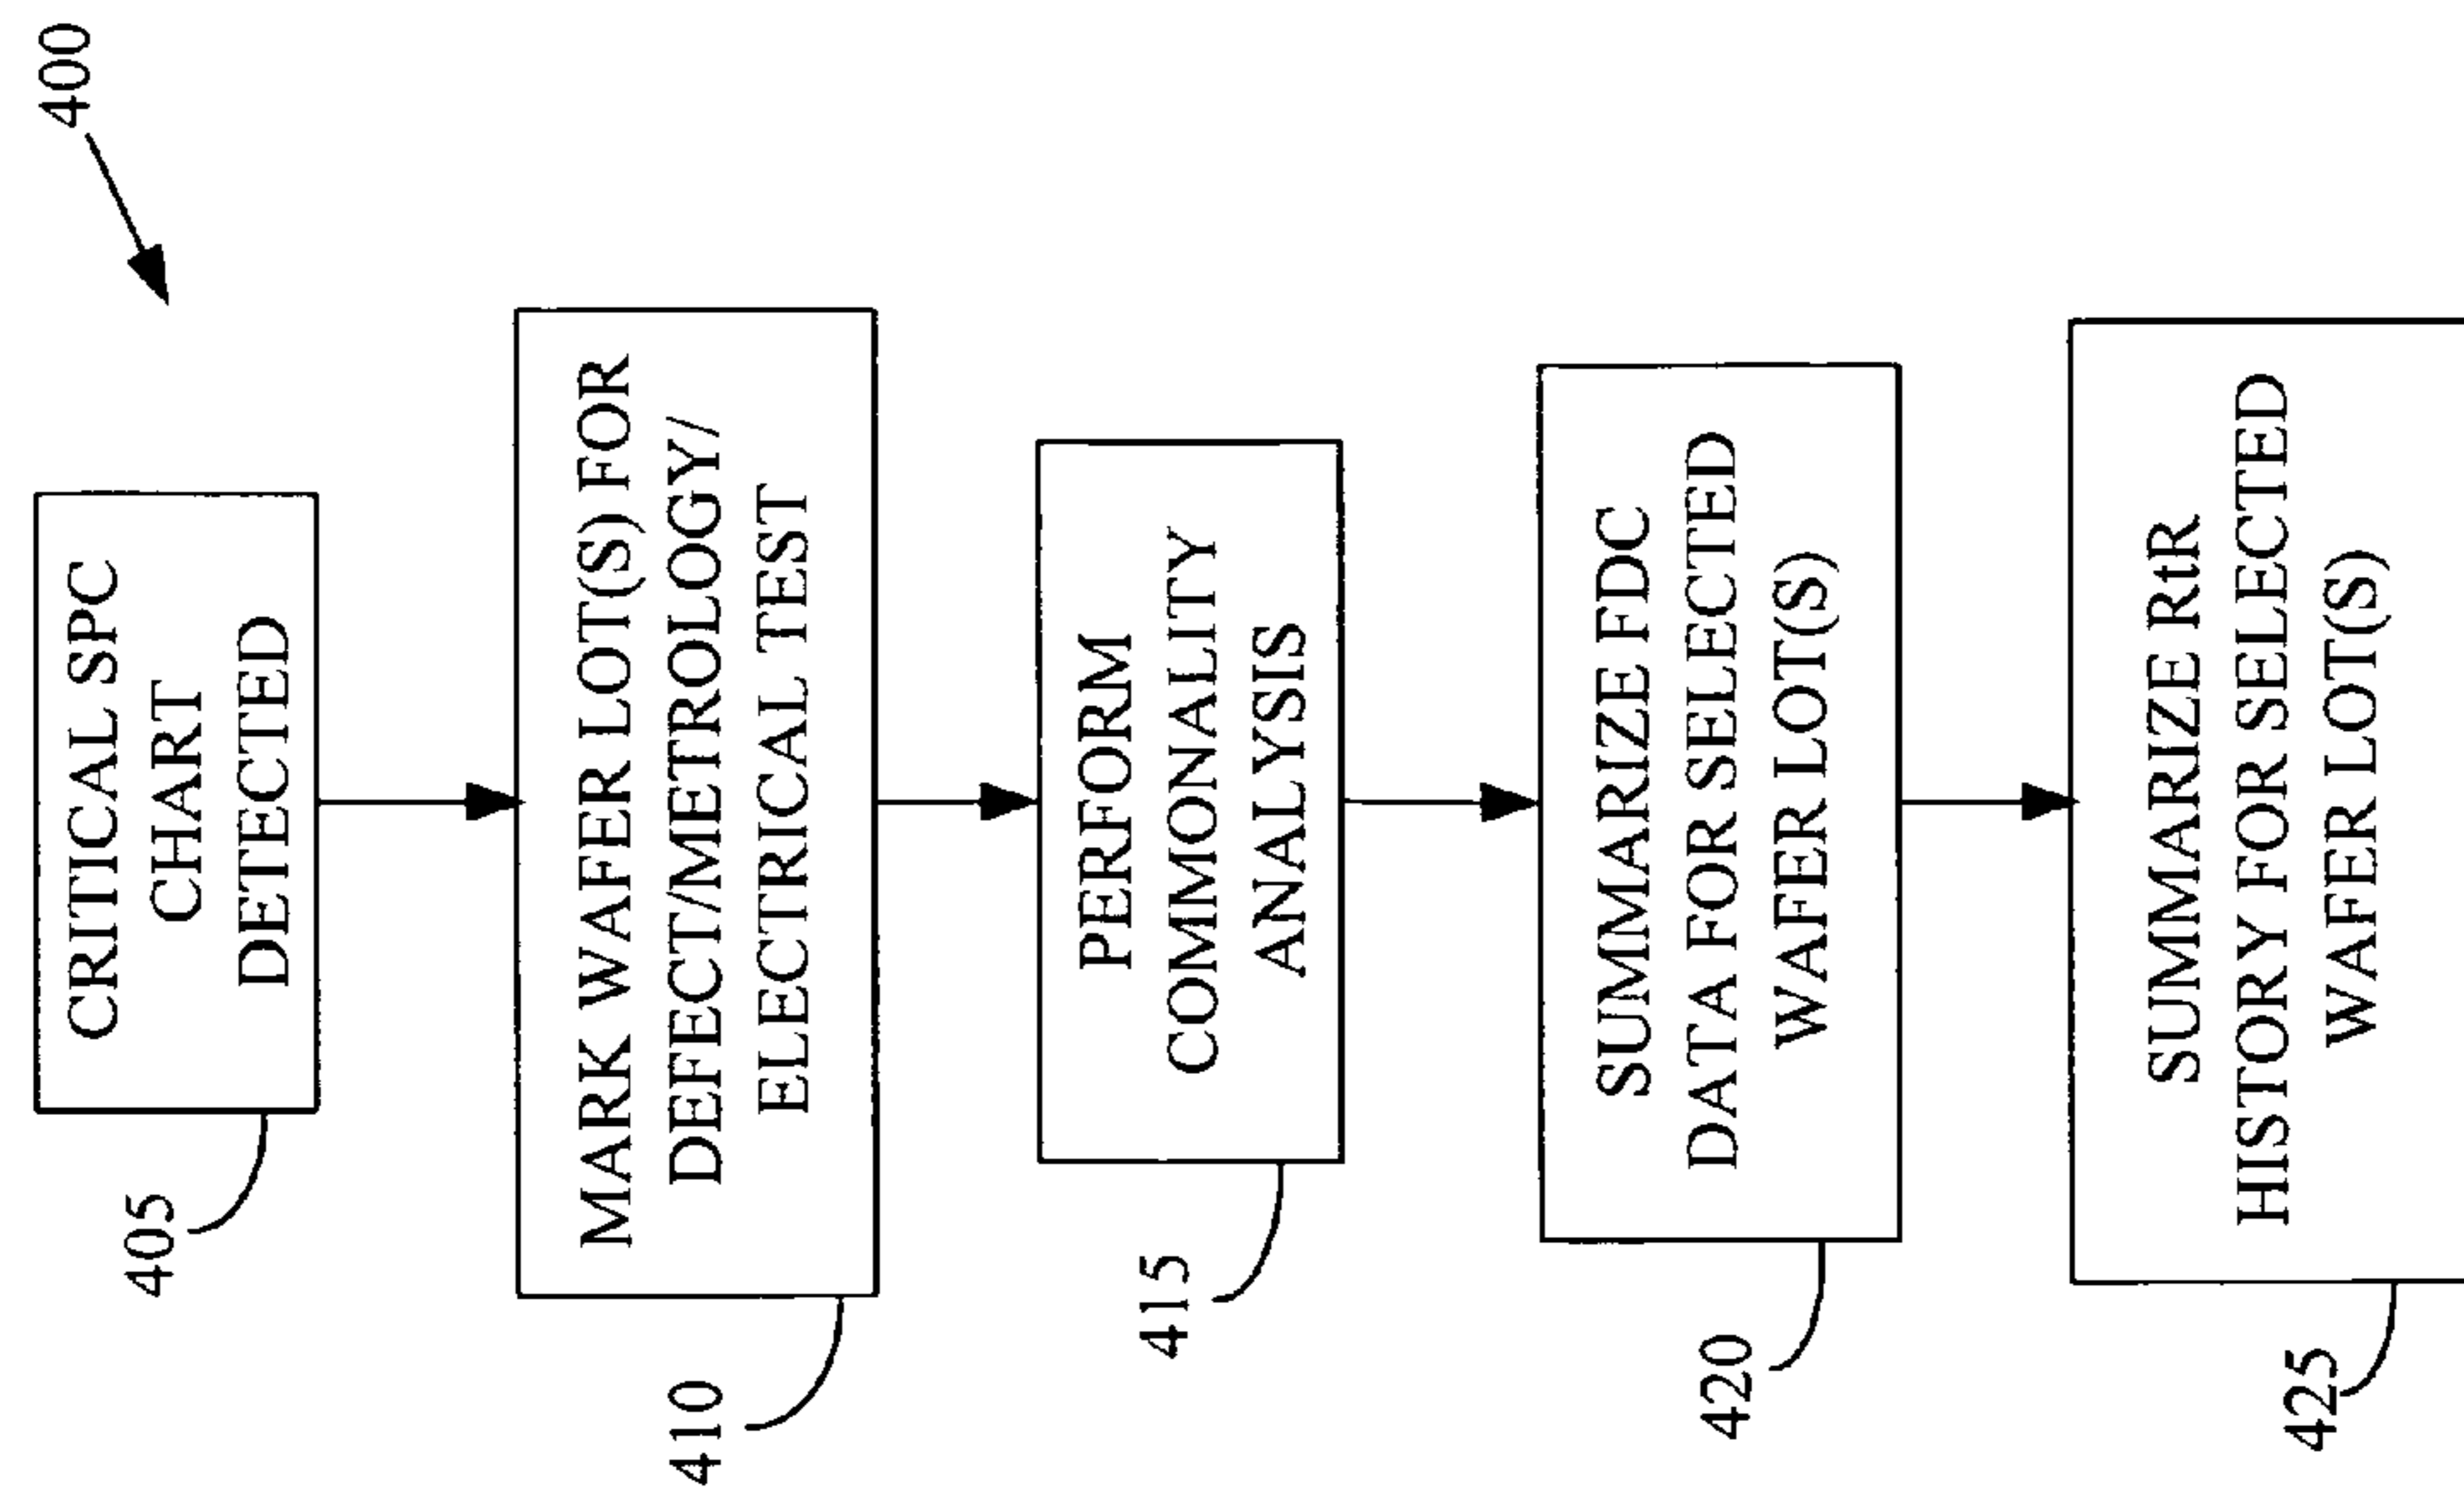 400
405
CRITICAL SPC
CHART
DETECTED
410
MARK WAFER LOT(S) FOR
DEFECT/METROLOGY/
ELECTRICAL TEST
415
PERFORM
COMMONALITY
ANALYSIS
420
SUMMARIZE FDC
DATA FOR SELECTED
WAFER LOT(S)
425
SUMMARIZE RtR
HISTORY FOR SELECTED
WAFER LOT(S)